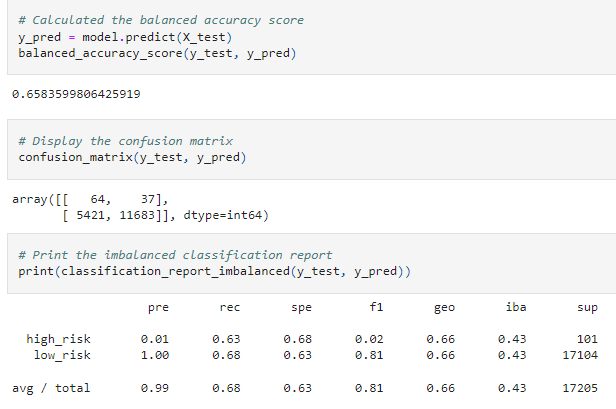 # Calculated the balanced accuracy score
y_pred = model.predict(X_test)
balanced_accuracy_score(y_test, y_pred)
0.6583599806425919
# Display the confusion matrix
confusion_matrix(y_test, y_pred)
array([[   64,    37],
       [ 5421, 11683]], dtype=int64)
# Print the imbalanced classification report
print(classification_report_imbalanced(y_test, y_pred))
pre rec spe f1 geo iba sup
high_risk 0.01 0.63 0.68 0.02 0.66 0.43 101
low_risk 1.00 0.68 0.63 0.81 0.66 0.43 17104
avg / total 0.99 0.68 0.63 0.81 0.66 0.43 17205